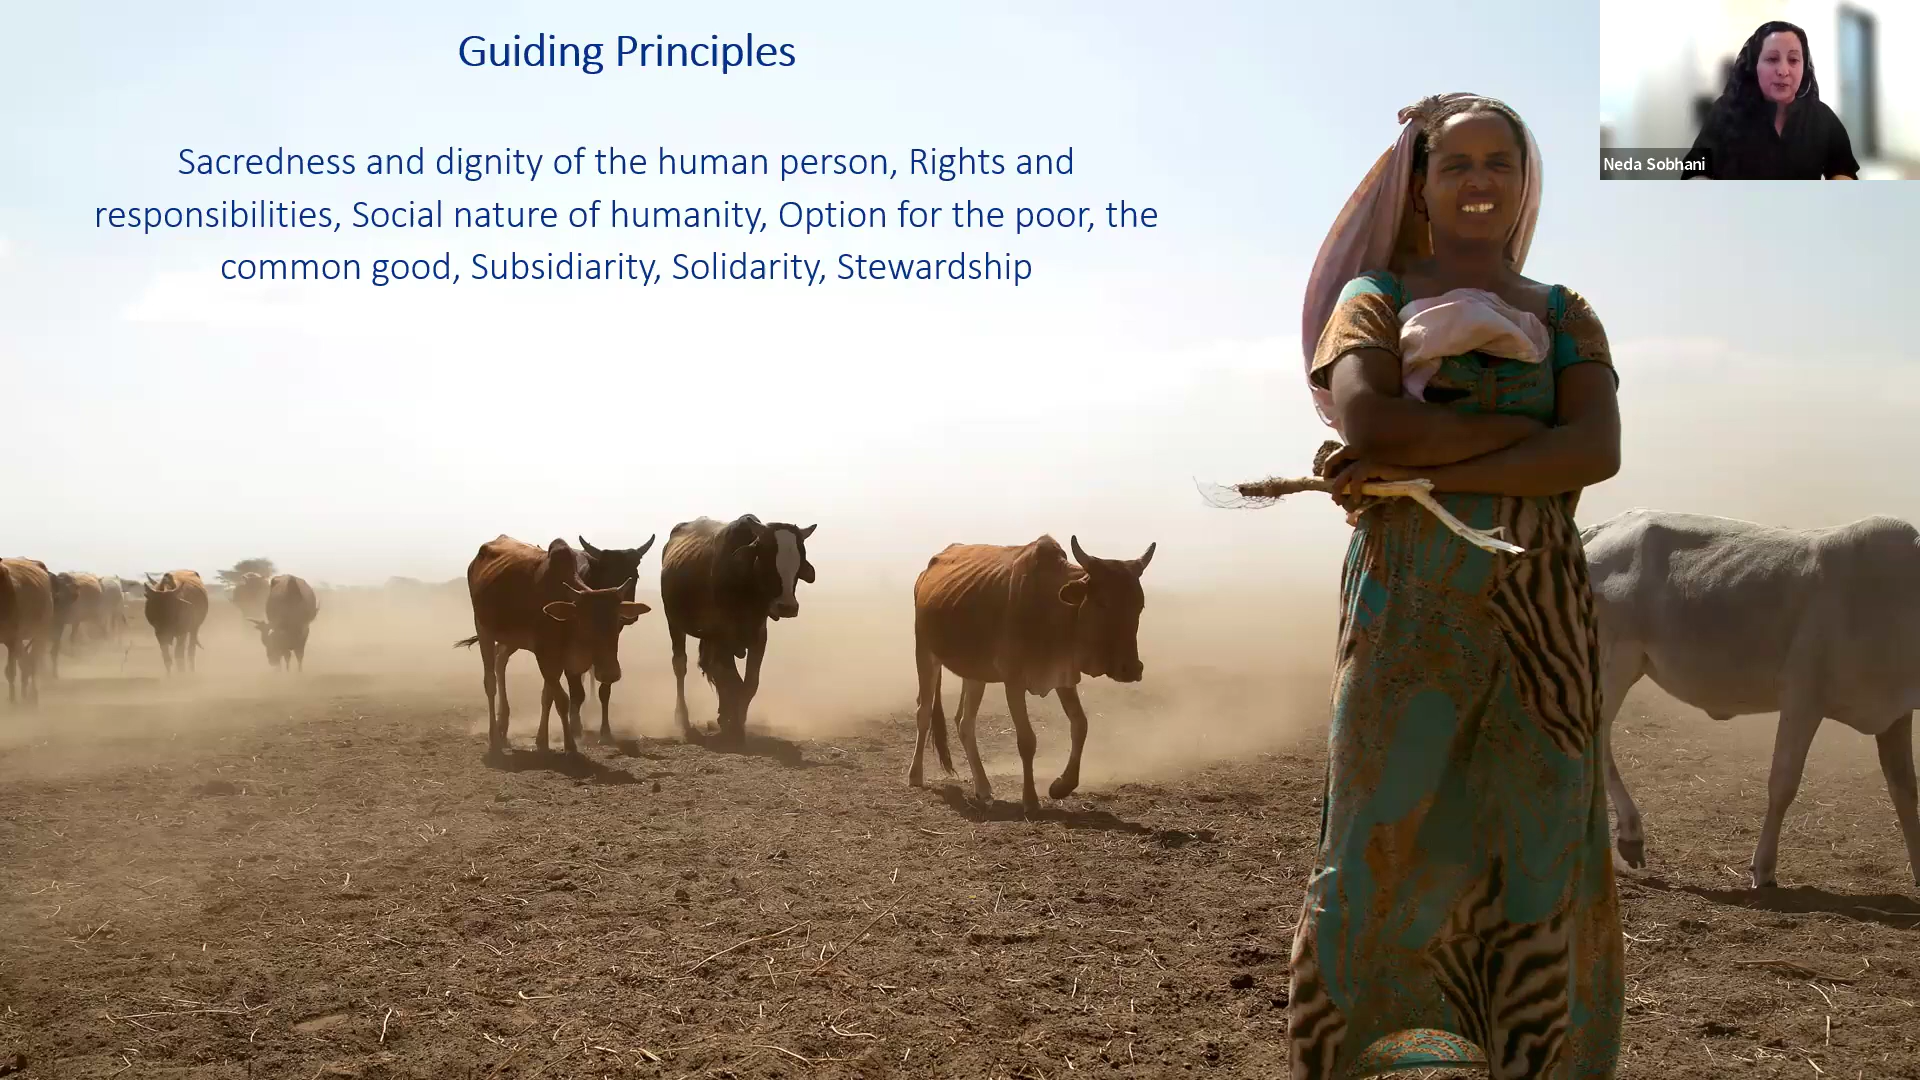 Guiding Principles
Sacredness and dignity of the human person, Rights and
responsibilities, Social nature of humanity, Option for the poor, the
common good, Subsidiarity, Solidarity, Stewardship
Neda Sobhani